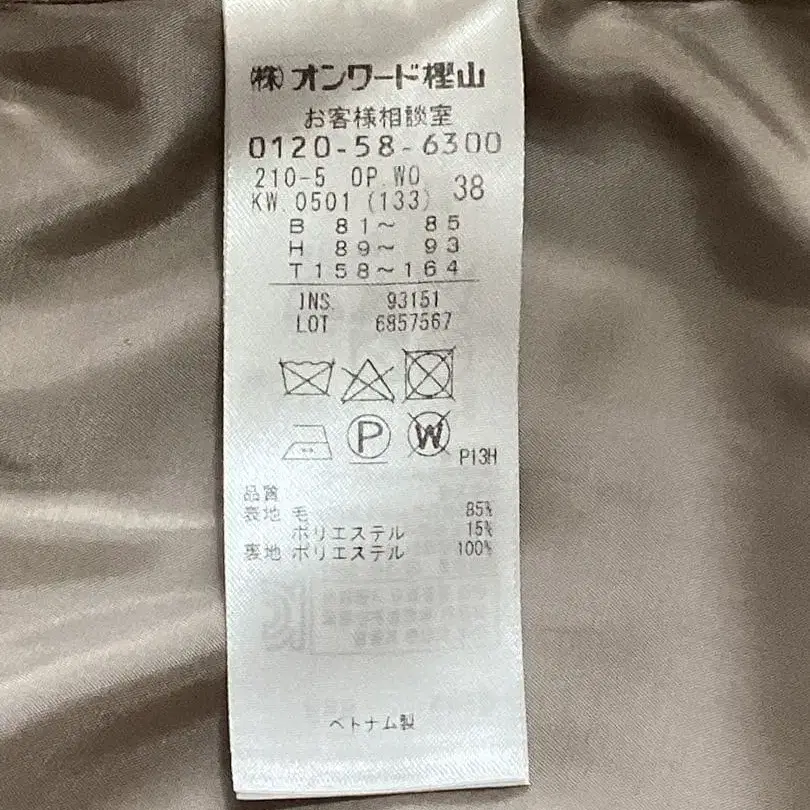 ㈱オンワード樫山
お客様相談室
0120-58-6300
210-5 OP.WO
KW.0501 (133) 38
B 81～ 85
H 89～ 93
T158～164
INS. 93151
LOT 6857567
P W
P13H
品質
表地 毛 85%
ポリエステル 15%
裏地 ポリエステル 100%
ベトナム製